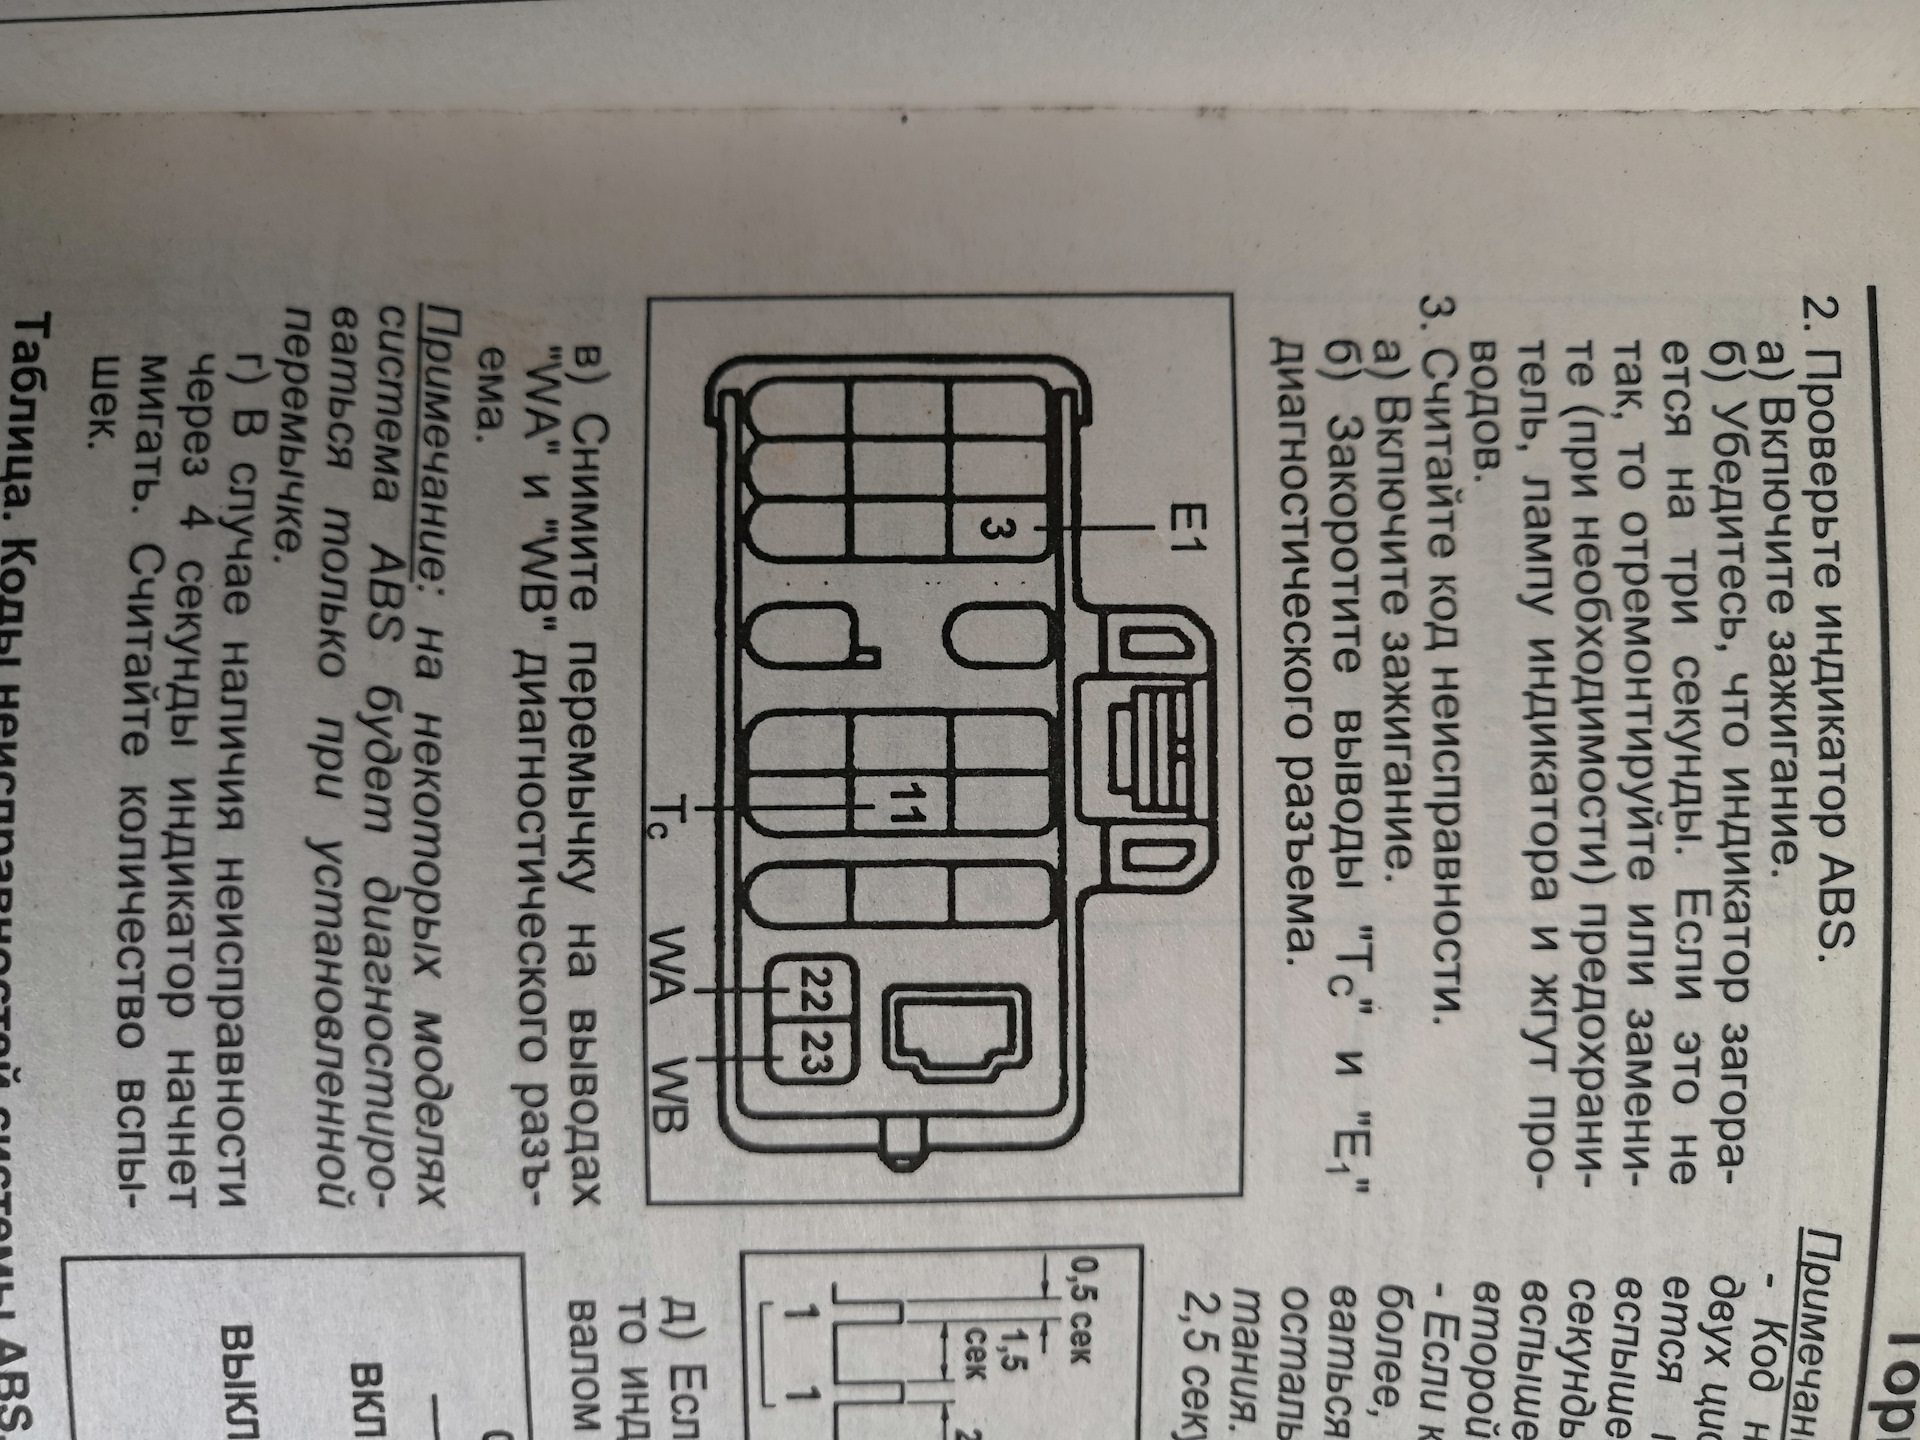 Тор
2. Проверьте индикатор ABS.
а) Включите зажигание.
б) Убедитесь, что индикатор загора-
ется на три секунды. Если это не
так, то отремонтируйте или замени-
те (при необходимости) предохрани-
тель, лампу индикатора и жгут про-
водов.
3. Считайте код неисправности.
а) Включите зажигание.
б) Закоротите выводы "TC" и "E1"
диагностического разъема.
E1
3
11
22 23
TC WA WB
в) Снимите перемычку на выводах
"WA" и "WB" диагностического разъ-
ема.
Примечание: на некоторых моделях
система ABS будет диагностиро-
ваться только при установленной
перемычке.
г) В случае наличия неисправности
через 4 секунды индикатор начнет
мигать. Считайте количество вспы-
шек.
Таблица. Коды неисправностей системы ABS.
Примечан
- Код н
двух ци
ется
вспыше
секунд
вспыше
второй
- Если к
более,
ваться
осталь
тания.
2,5 сек
0,5 сек
1,5
сек
2
1 1
д) Есл
то инд
валом
ВКЛ
ВЫКЛ